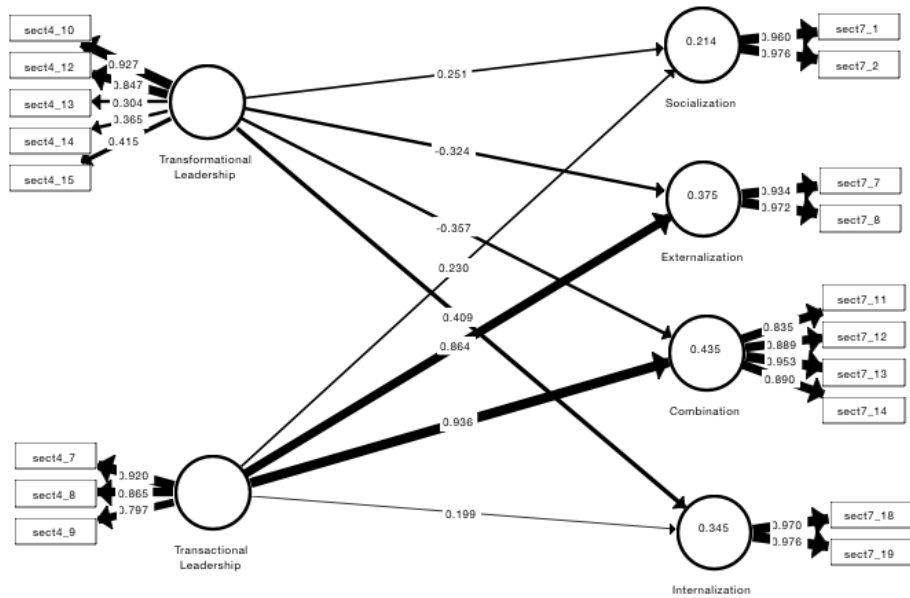 sect4_10
sect4_12
sect4_13
sect4_14
sect4_15
0.927
0.847
0.304
0.365
0.415
Transformational
Leadership
0.251
-0.324
-0.357
0.230
0.409
0.864
0.936
0.199
sect4_7
sect4_8
sect4_9
0.920
0.865
0.797
Transactional
Leadership
0.214
Socialization
0.960
0.976
sect7_1
sect7_2
0.375
Externalization
0.934
0.972
sect7_7
sect7_8
0.435
Combination
0.835
0.889
0.953
0.890
sect7_11
sect7_12
sect7_13
sect7_14
0.345
Internalization
0.970
0.976
sect7_18
sect7_19